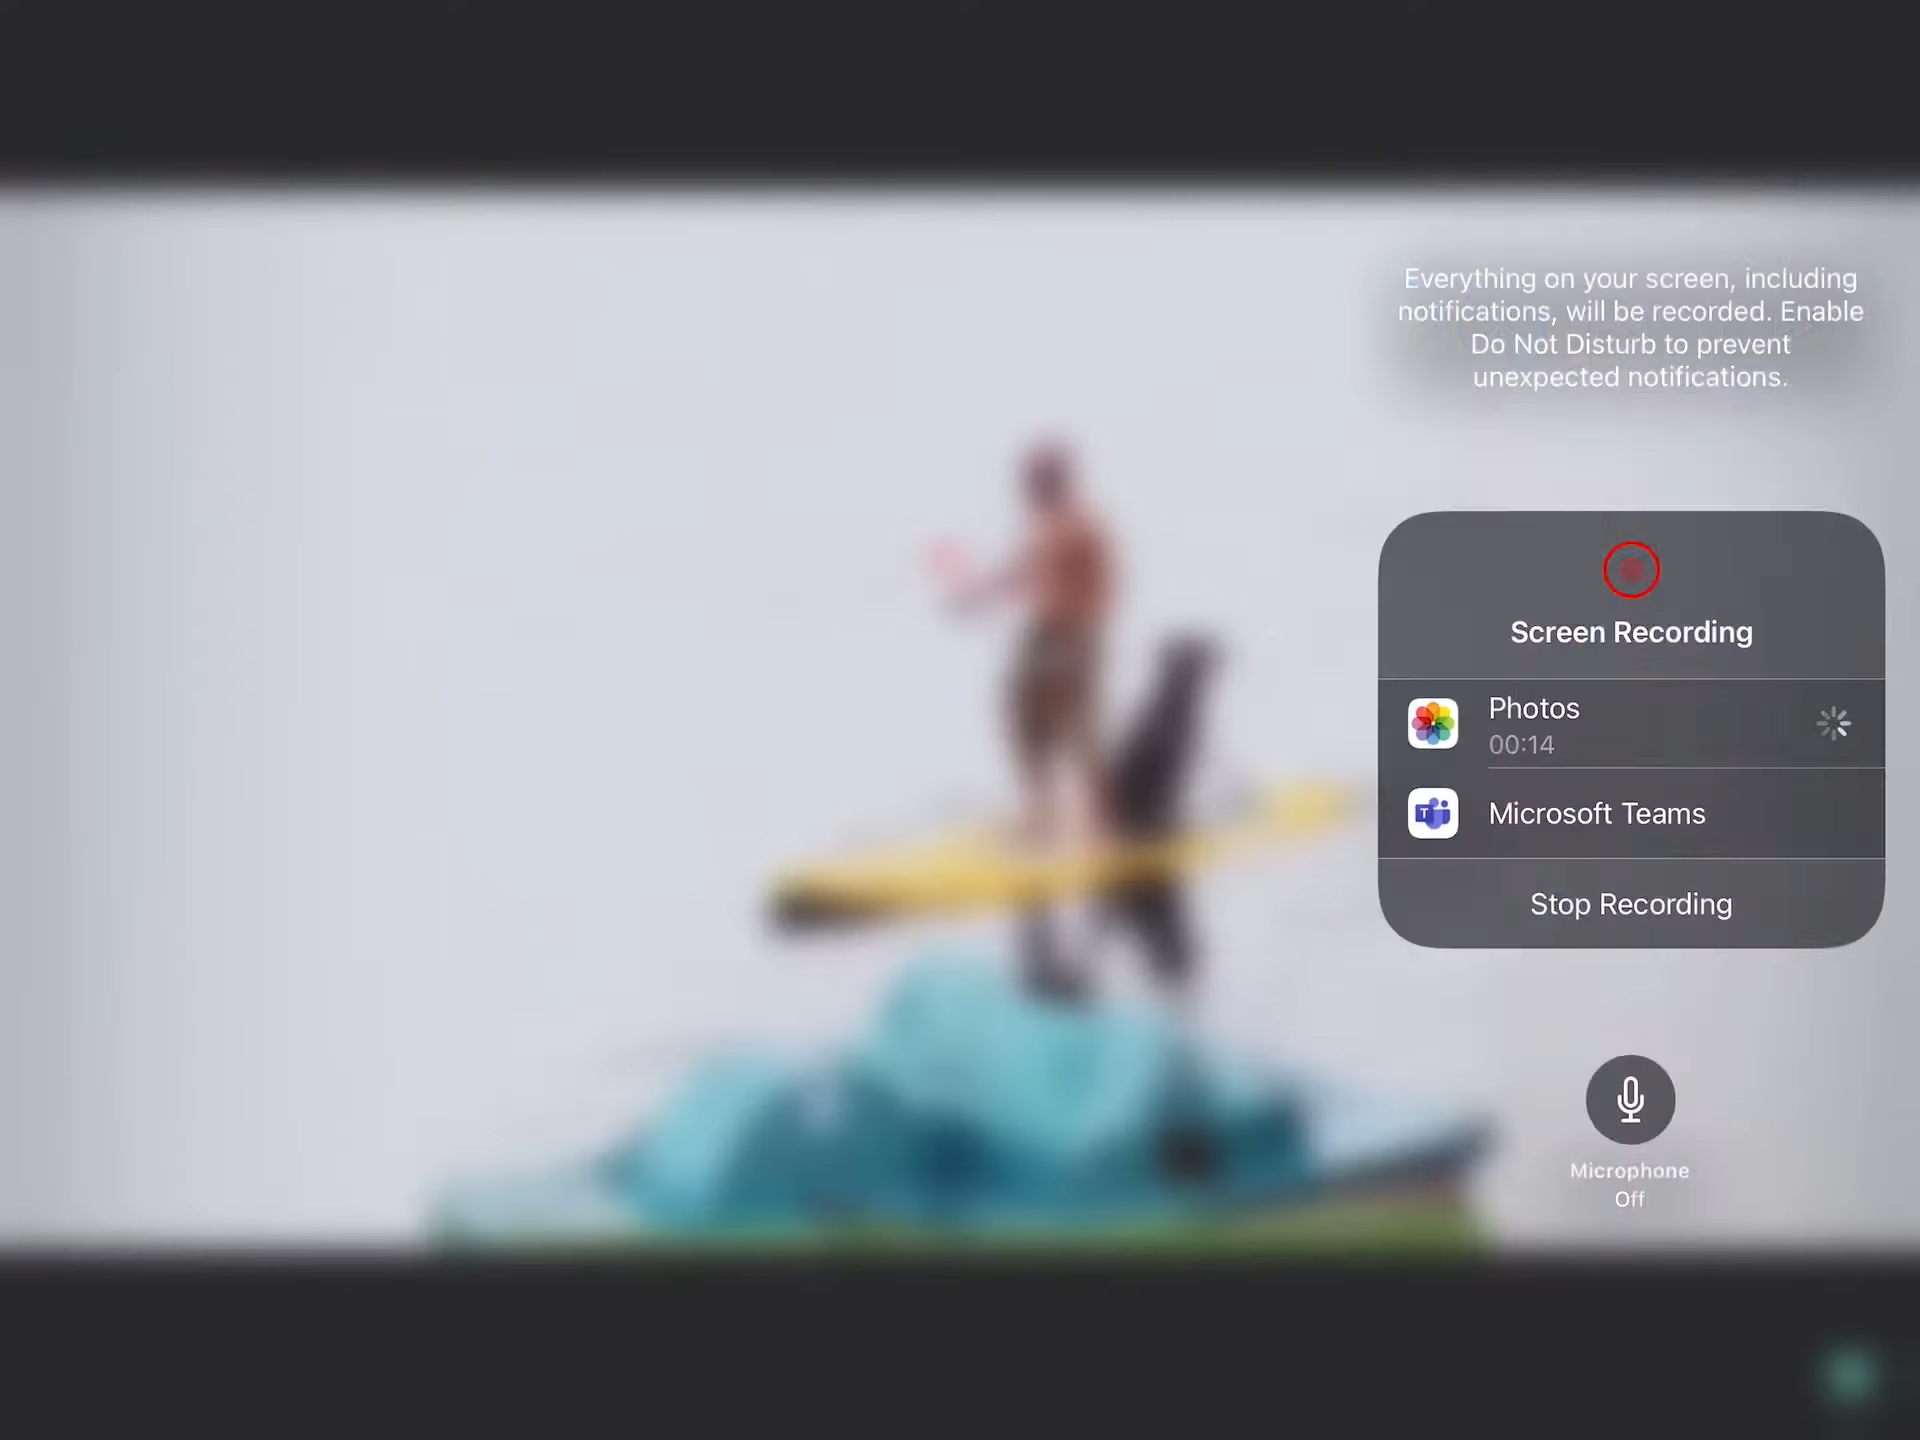 Everything on your screen, including
notifications, will be recorded. Enable
Do Not Disturb to prevent
unexpected notifications.
Screen Recording
Photos
00:14
Microsoft Teams
Stop Recording
Microphone
Off